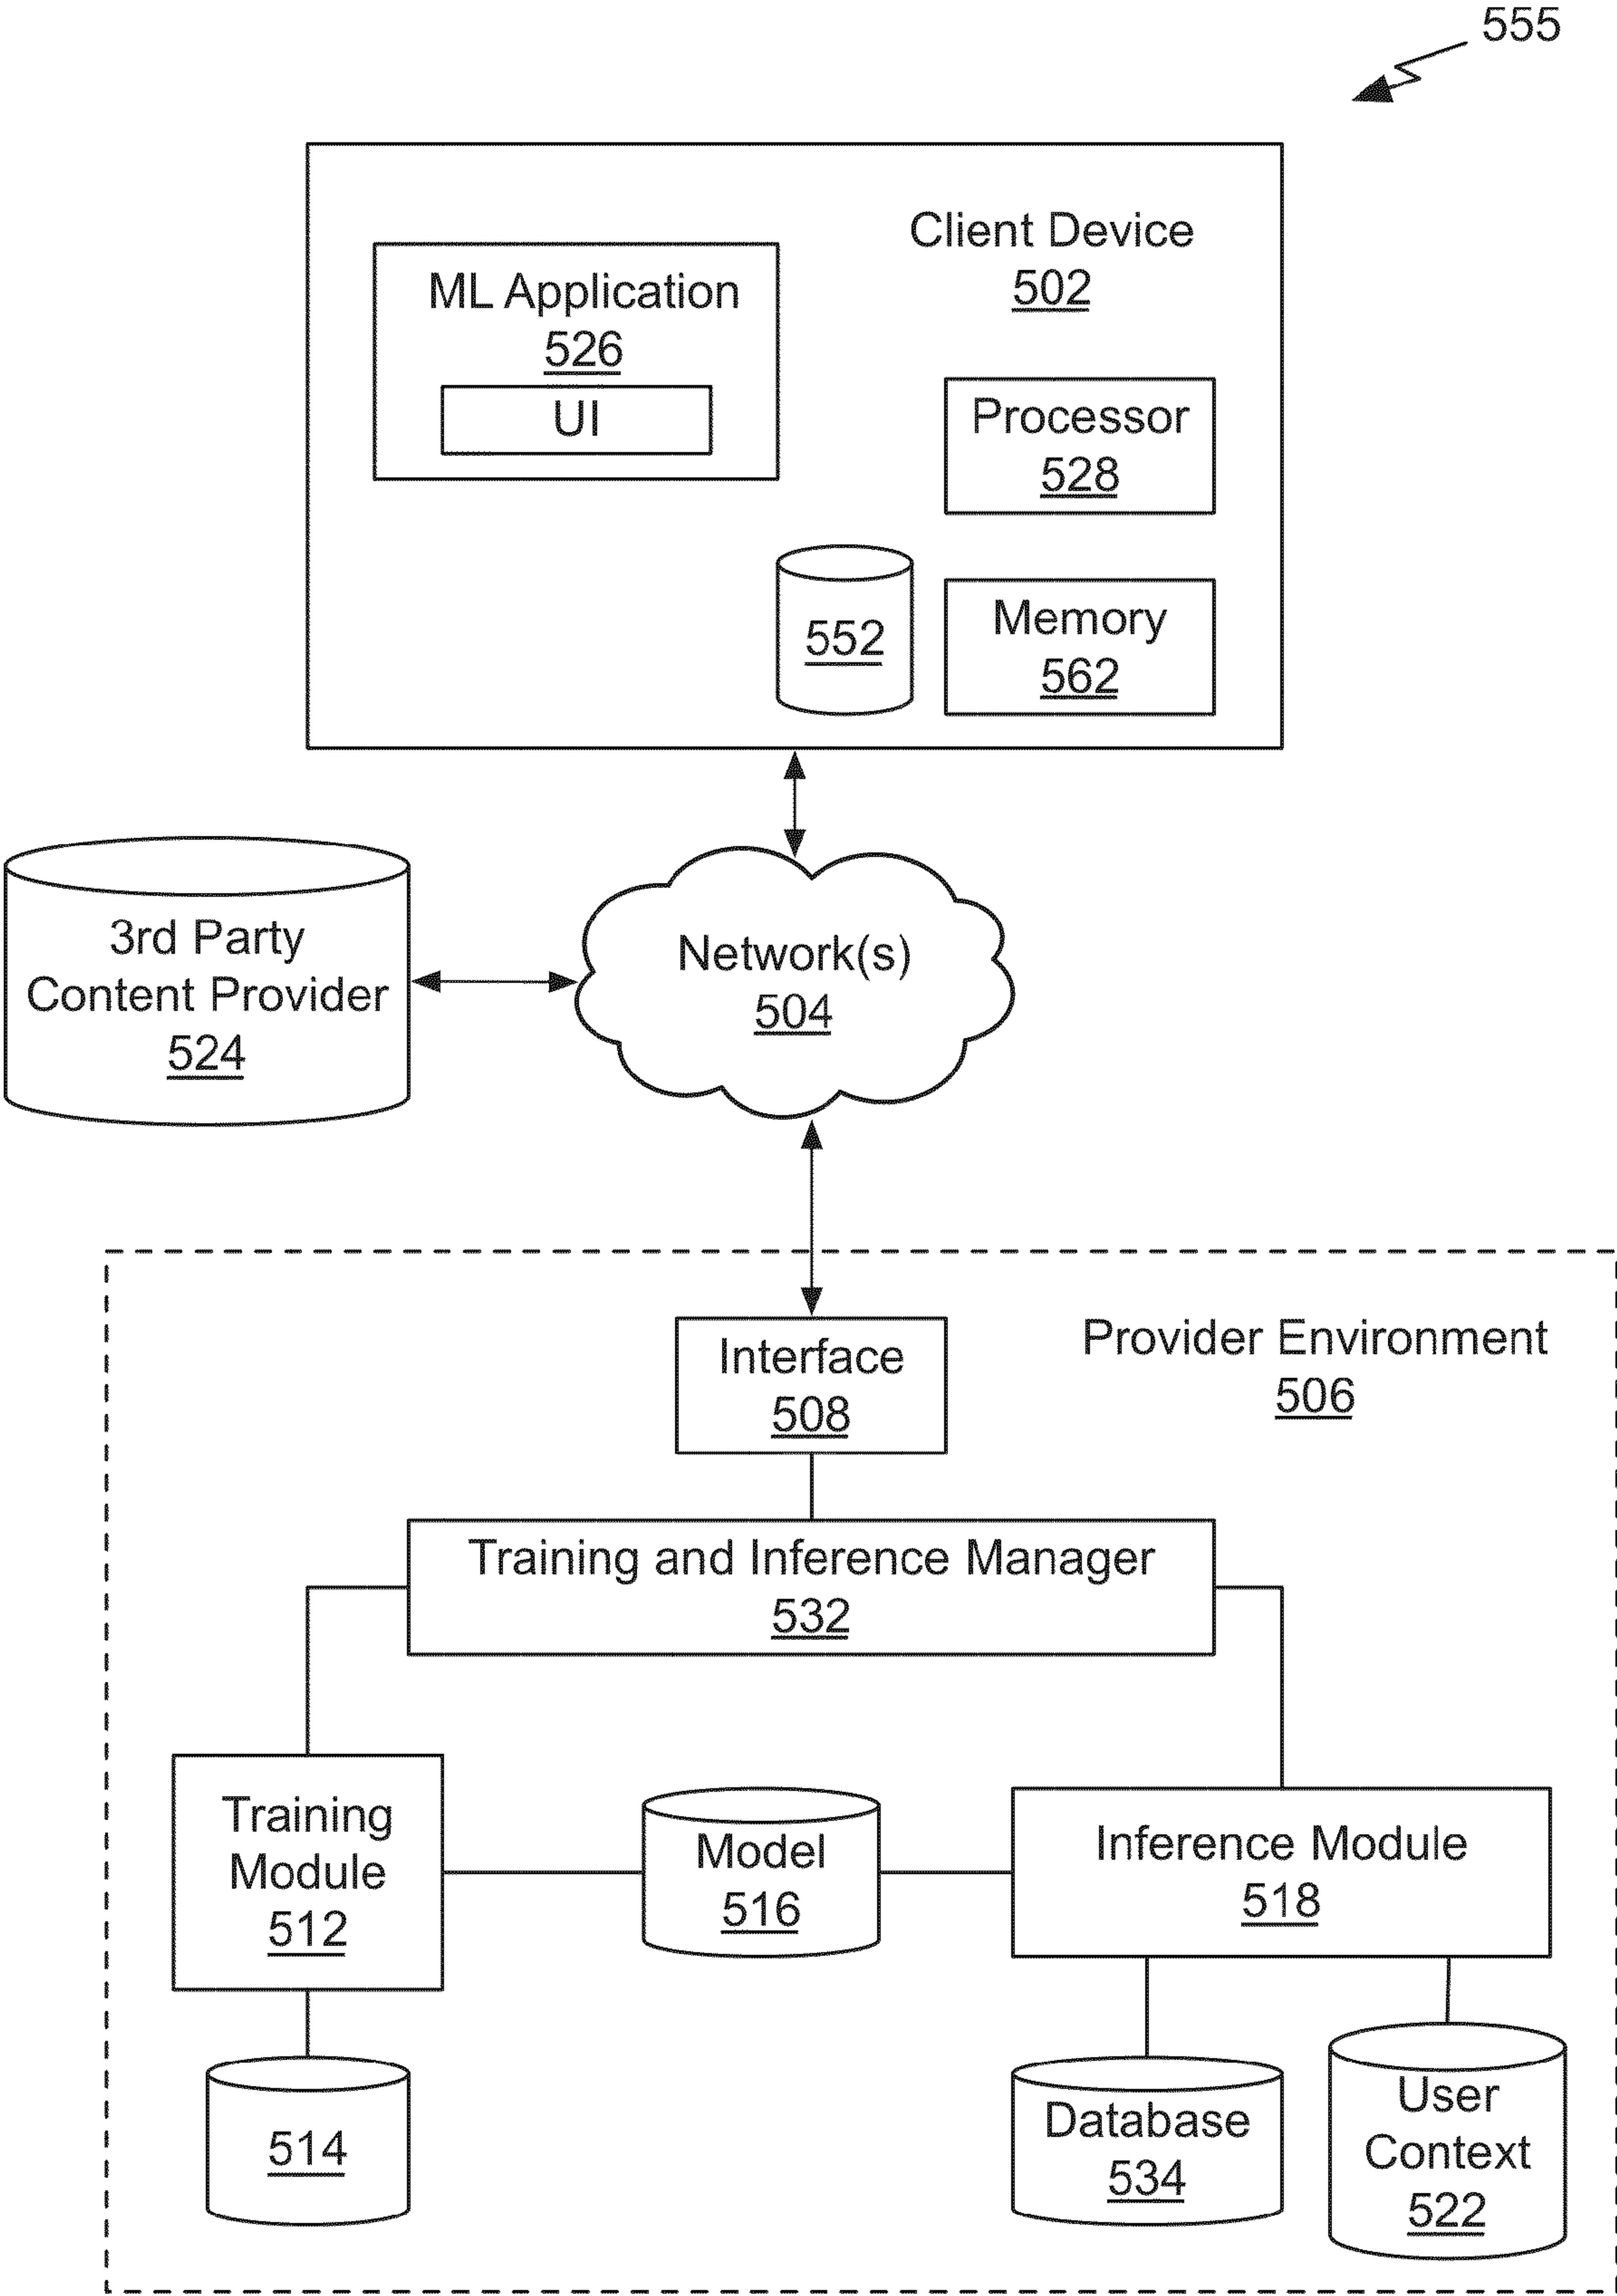 555
Client Device
502
ML Application
526
UI
Processor
528
552
Memory
562
3rd Party
Content Provider
524
Network(s)
504
Interface
508
Provider Environment
506
Training and Inference Manager
532
Training
Module
512
Model
516
Inference Module
518
514
Database
534
User
Context
522